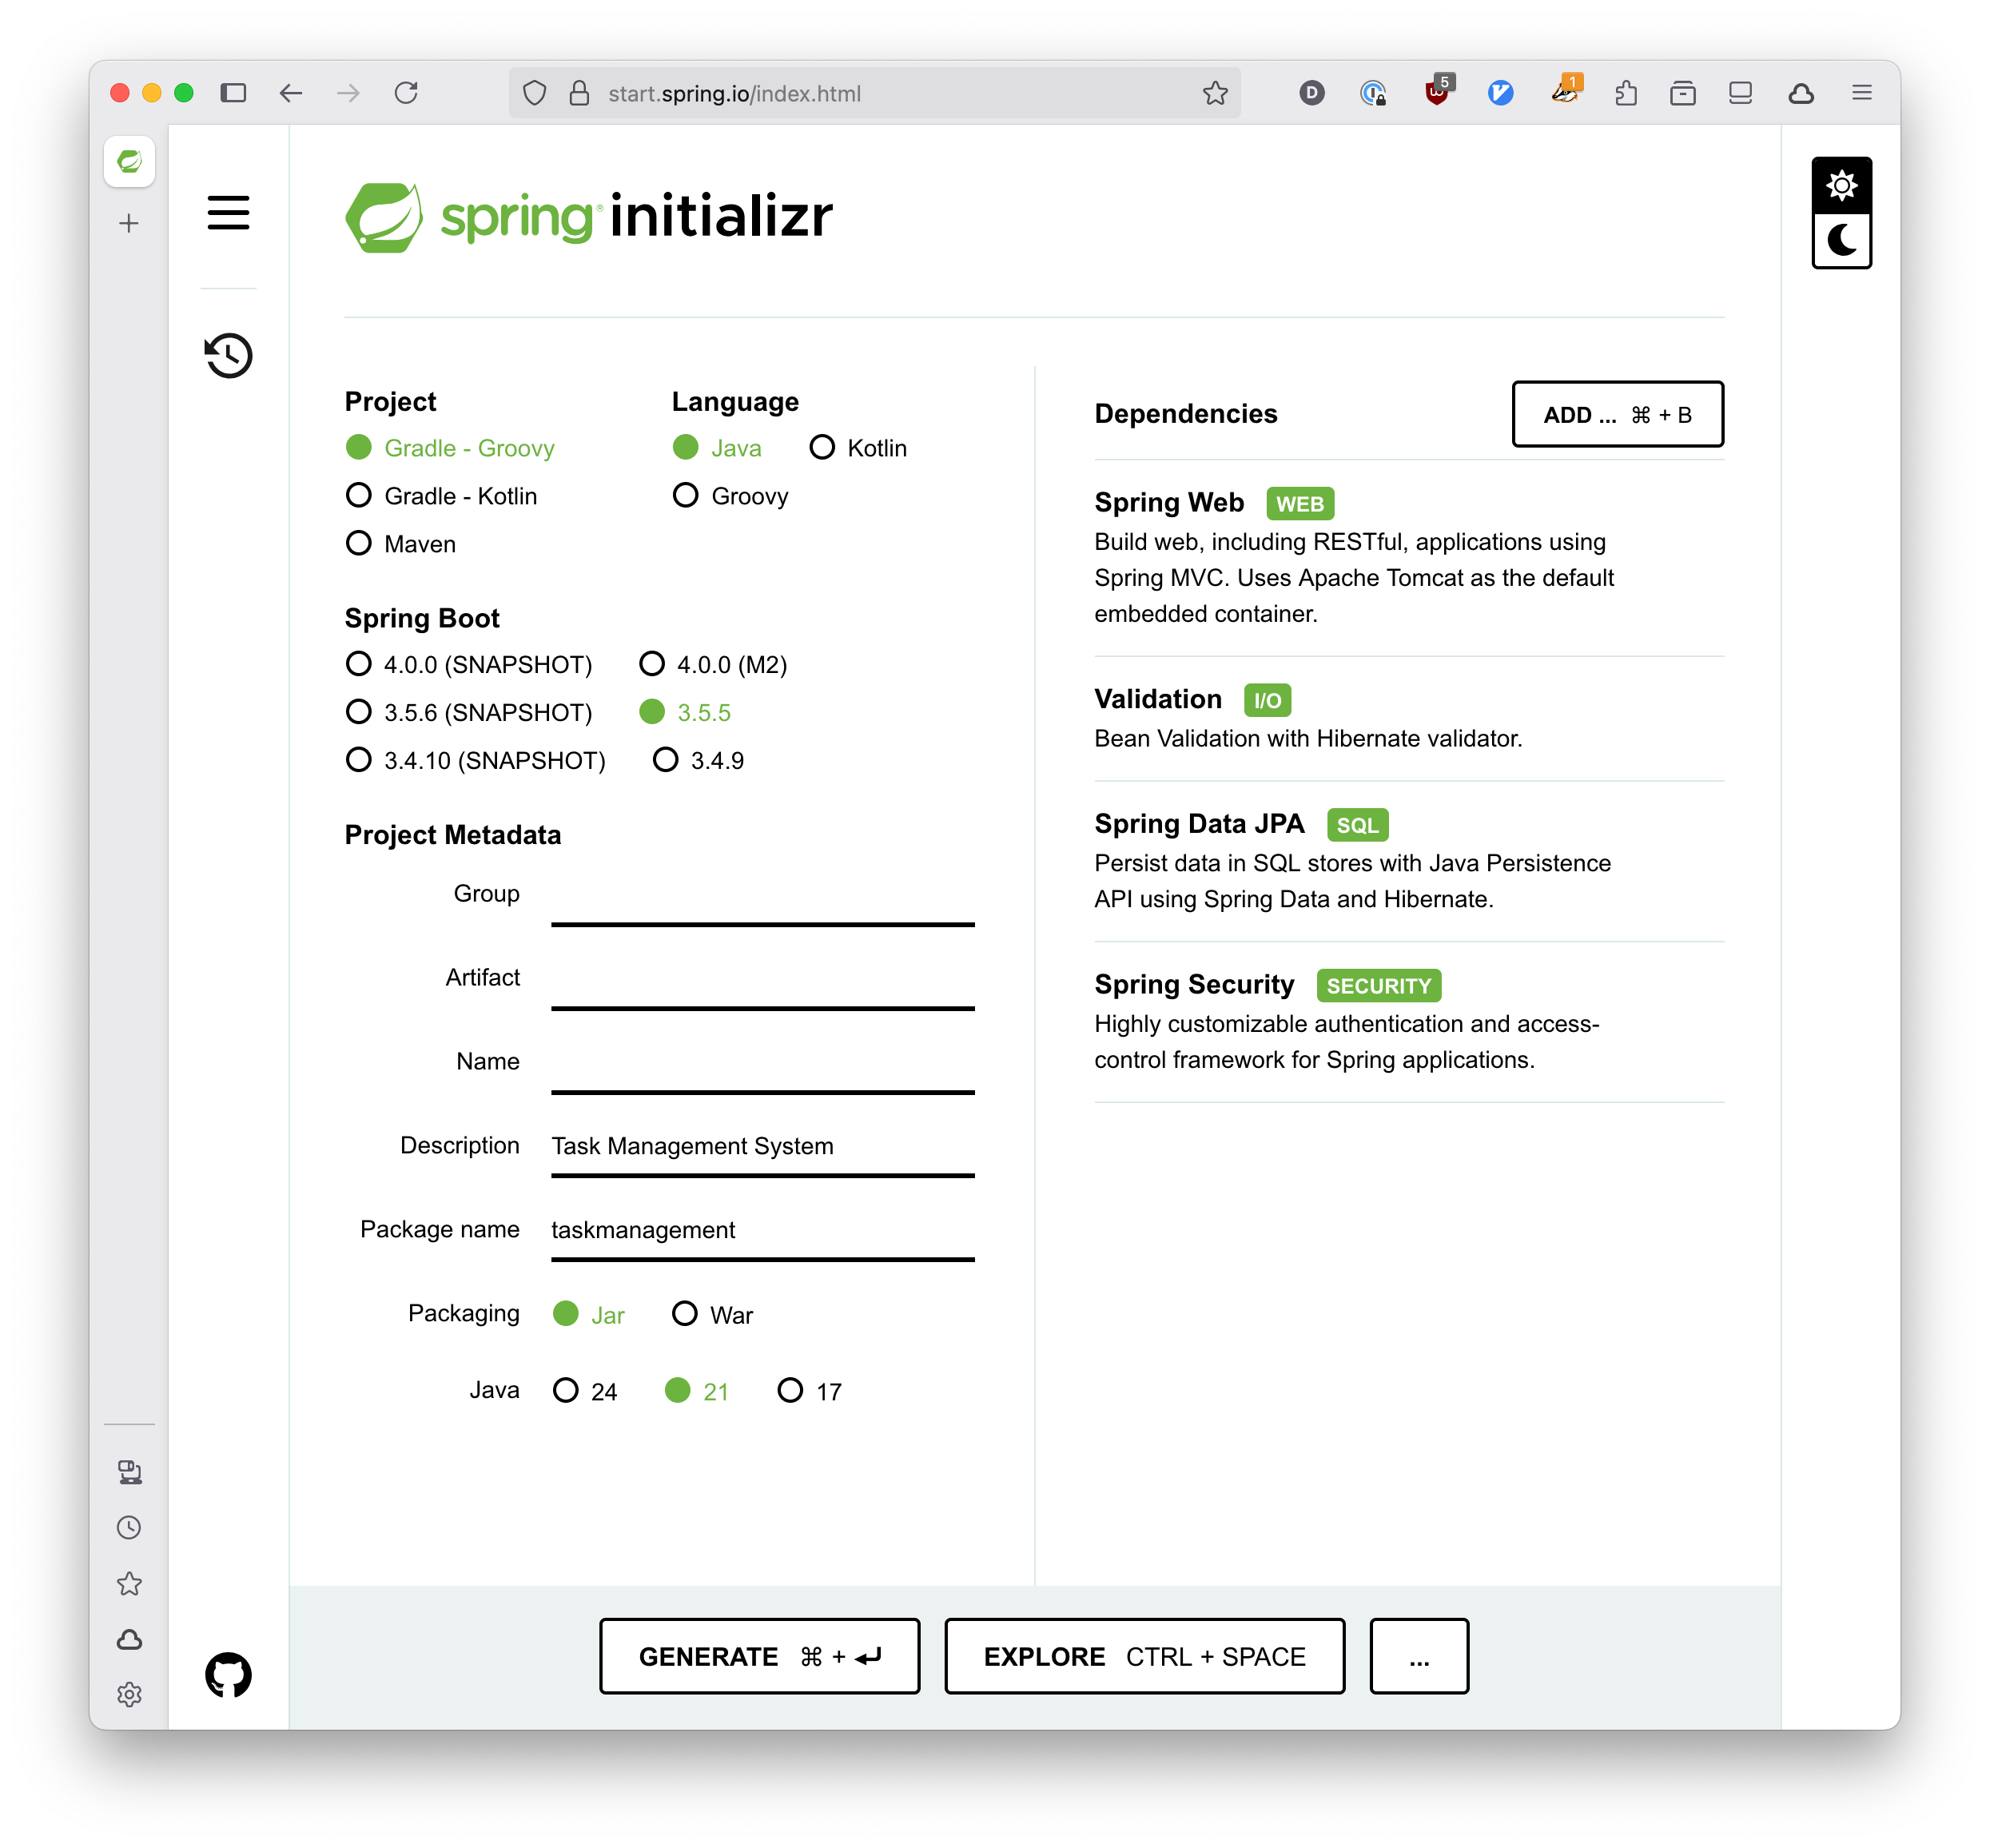 start.spring.io/index.html
D
5
1
spring initializr
Project
Gradle - Groovy
Gradle - Kotlin
Maven
Language
Java Kotlin
Groovy
Spring Boot
4.0.0 (SNAPSHOT) 4.0.0 (M2)
3.5.6 (SNAPSHOT) 3.5.5
3.4.10 (SNAPSHOT) 3.4.9
Project Metadata
Group
Artifact
Name
Description Task Management System
Package name taskmanagement
Packaging Jar War
Java 24 21 17
Dependencies ADD ... ⌘ + B
Spring Web WEB
Build web, including RESTful, applications using
Spring MVC. Uses Apache Tomcat as the default
embedded container.
Validation I/O
Bean Validation with Hibernate validator.
Spring Data JPA SQL
Persist data in SQL stores with Java Persistence
API using Spring Data and Hibernate.
Spring Security SECURITY
Highly customizable authentication and access-
control framework for Spring applications.
GENERATE ⌘ + ⏎ EXPLORE CTRL + SPACE ...